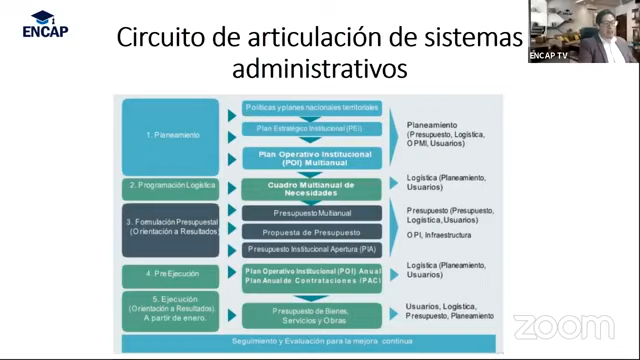 ENCAP
Circuito de articulación de sistemas
administrativos
ENCAP TV
1. Planeamiento
Políticas y planes nacionales territoriales
Plan Estratégico Institucional (PEI)
Plan Operativo Institucional
(POI) Multianual
Planeamiento
(Presupuesto, Logística,
OPMI, Usuarios)
2. Programación Logística
Cuadro Multianual de
Necesidades
Logística (Planeamiento,
Usuarios)
3. Formulación Presupuestal
(Orientación a Resultados)
Presupuesto Multianual
Propuesta de Presupuesto
Presupuesto Institucional Apertura (PIA)
Presupuesto (Presupuesto,
Logística, Usuarios)
OPI, Infraestructura
4. Pre Ejecución
Plan Operativo Institucional (POI) Anual
Plan Anual de Contrataciones (PAC)
Logística (Planeamiento,
Usuarios)
5. Ejecución
(Orientación a Resultados)
A partir de enero.
Presupuesto de Bienes,
Servicios y Obras
Usuarios, Logística,
Presupuesto, Planeamiento
Seguimiento y Evaluación para la mejora continua
zoom